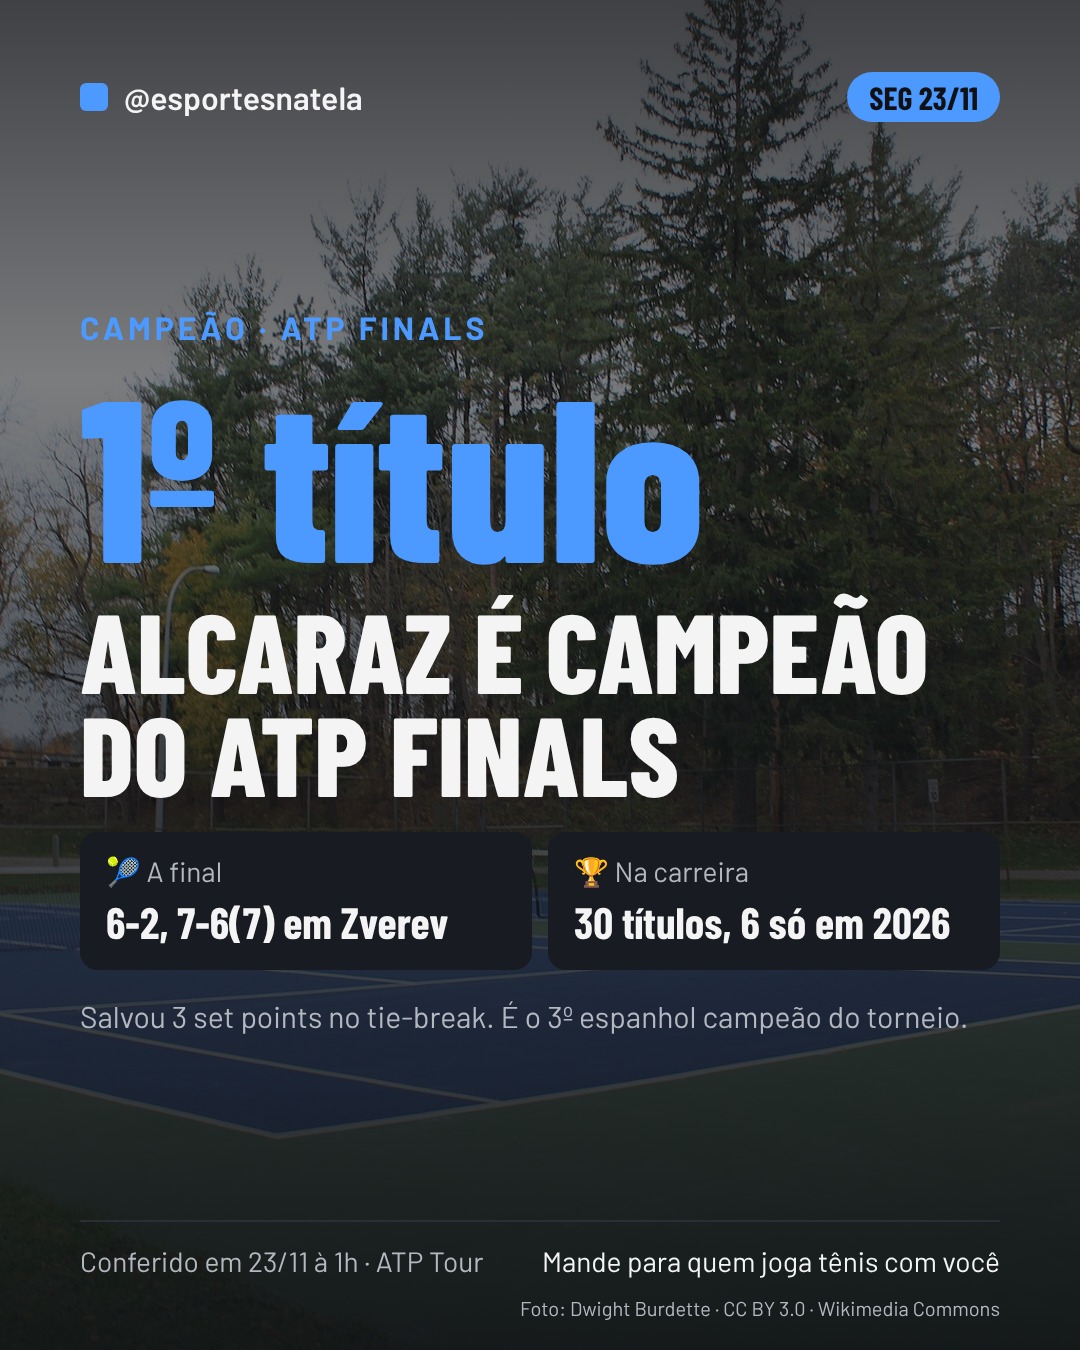 @esportesnatela
SEG 23/11
CAMPEÃO · ATP FINALS
1º título
ALCARAZ É CAMPEÃO
DO ATP FINALS
🎾 A final
6-2, 7-6(7) em Zverev
🏆 Na carreira
30 títulos, 6 só em 2026
Salvou 3 set points no tie-break. É o 3º espanhol campeão do torneio.
Conferido em 23/11 à 1h · ATP Tour
Mande para quem joga tênis com você
Foto: Dwight Burdette · CC BY 3.0 · Wikimedia Commons